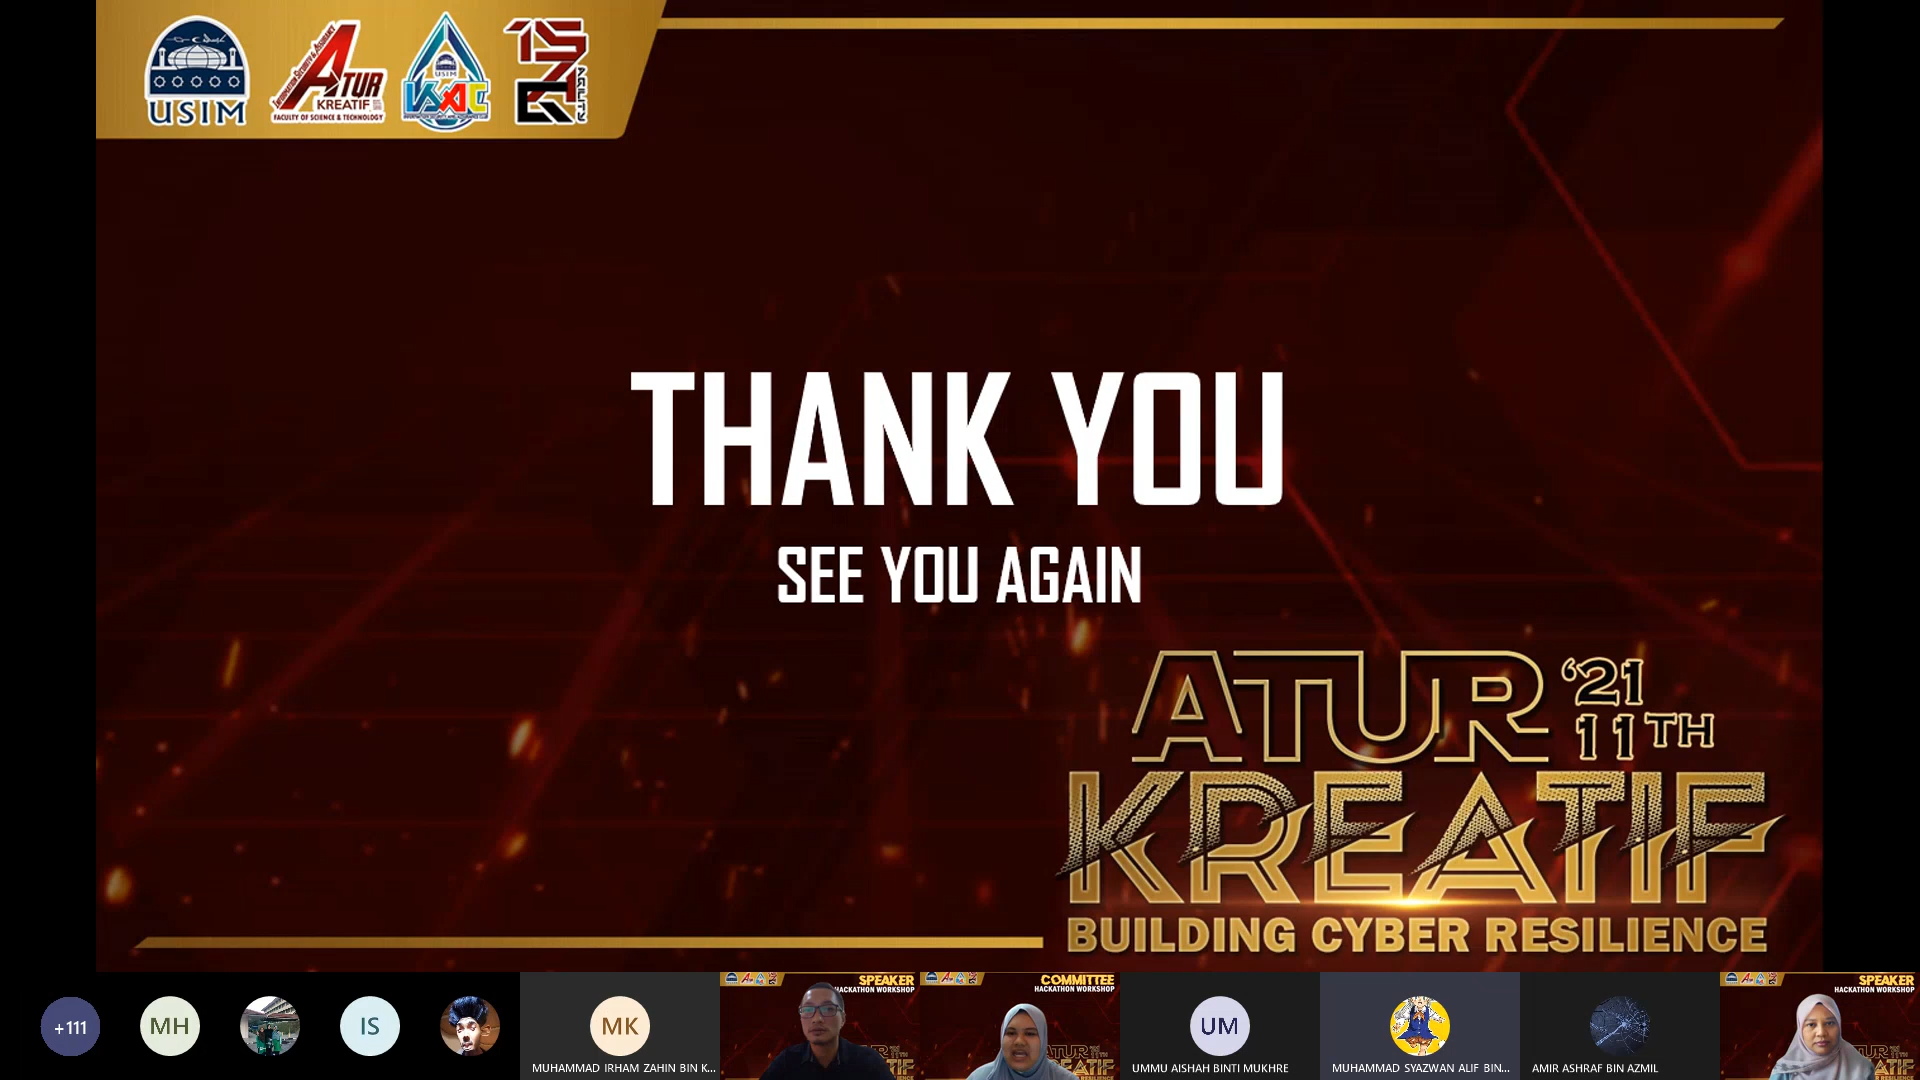 USIM
ATUR
KREATIF
FACULTY OF SCIENCE & TECHNOLOGY
USIM
ISAC
THANK YOU
SEE YOU AGAIN
ATUR '21
11TH
KREATIF
BUILDING CYBER RESILIENCE
+111
MH
IS
MK
MUHAMMAD IRHAM ZAHIN BIN K...
SPEAKER
HACKATHON WORKSHOP
COMMITTEE
HACKATHON WORKSHOP
UM
UMMU AISHAH BINTI MUKHRE
MUHAMMAD SYAZWAN ALIF BIN...
AMIR ASHRAF BIN AZMIL
SPEAKER
HACKATHON WORKSHOP